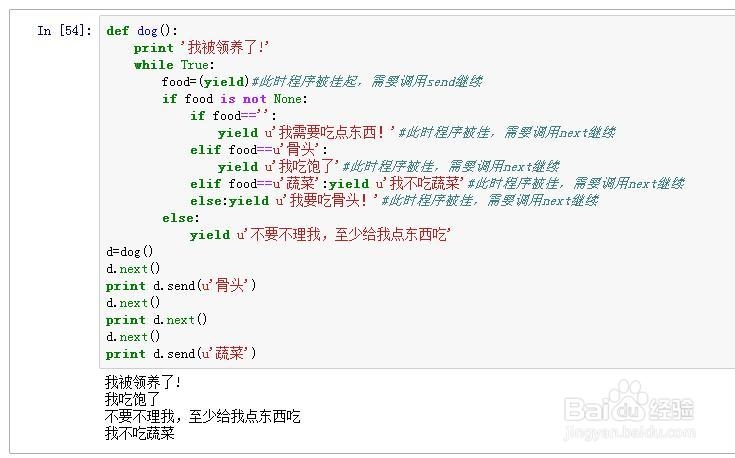 In [54]:
def dog():
    print '我被领养了!'
    while True:
        food=(yield)#此时程序被挂起，需要调用send继续
        if food is not None:
            if food=='':
                yield u'我需要吃点东西！'#此时程序被挂，需要调用next继续
            elif food==u'骨头':
                yield u'我吃饱了'#此时程序被挂，需要调用next继续
            elif food==u'蔬菜':yield u'我不吃蔬菜'#此时程序被挂，需要调用next继续
            else:yield u'我要吃骨头！'#此时程序被挂，需要调用next继续
        else:
            yield u'不要不理我，至少给我点东西吃'
d=dog()
d.next()
print d.send(u'骨头')
d.next()
print d.next()
d.next()
print d.send(u'蔬菜')
我被领养了!
我吃饱了
不要不理我，至少给我点东西吃
我不吃蔬菜
Baidu经验
jingyan.baidu.com